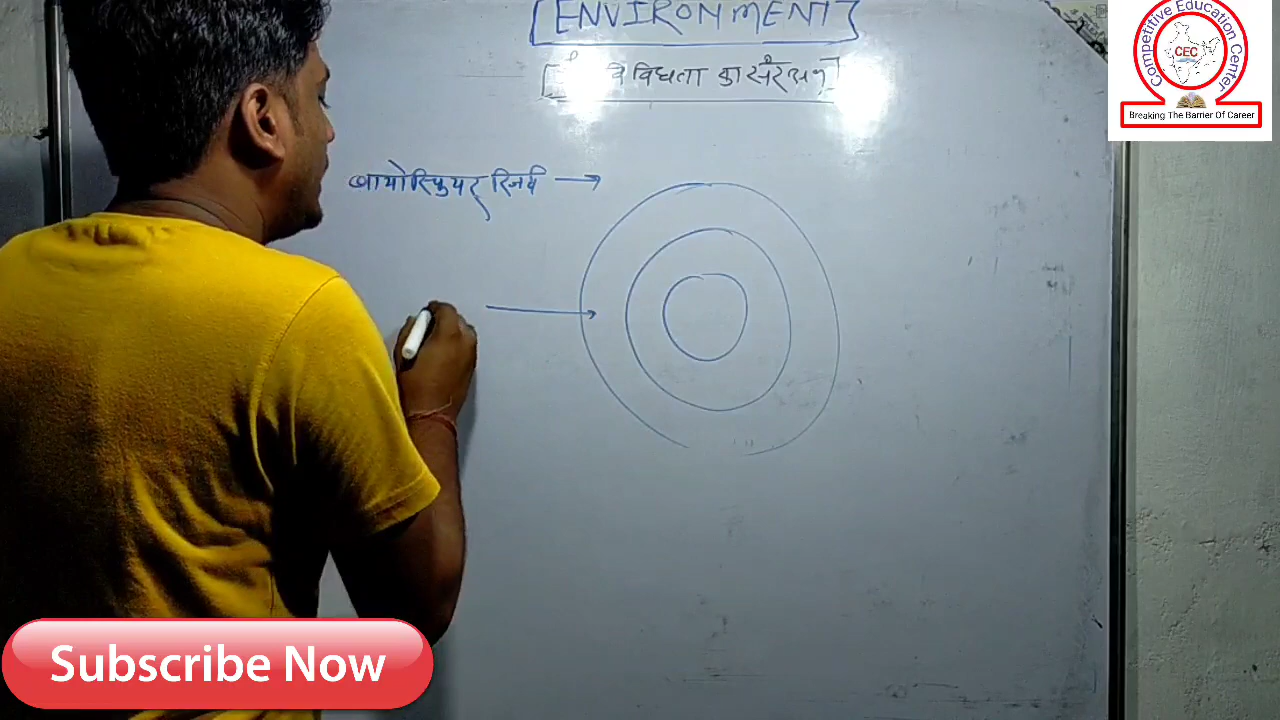 ENVIRONMENT
विविधता का संरक्षण
बायोस्फियर रिजर्व
Competitive Education Center
CEC
Breaking The Barrier Of Career
Subscribe Now